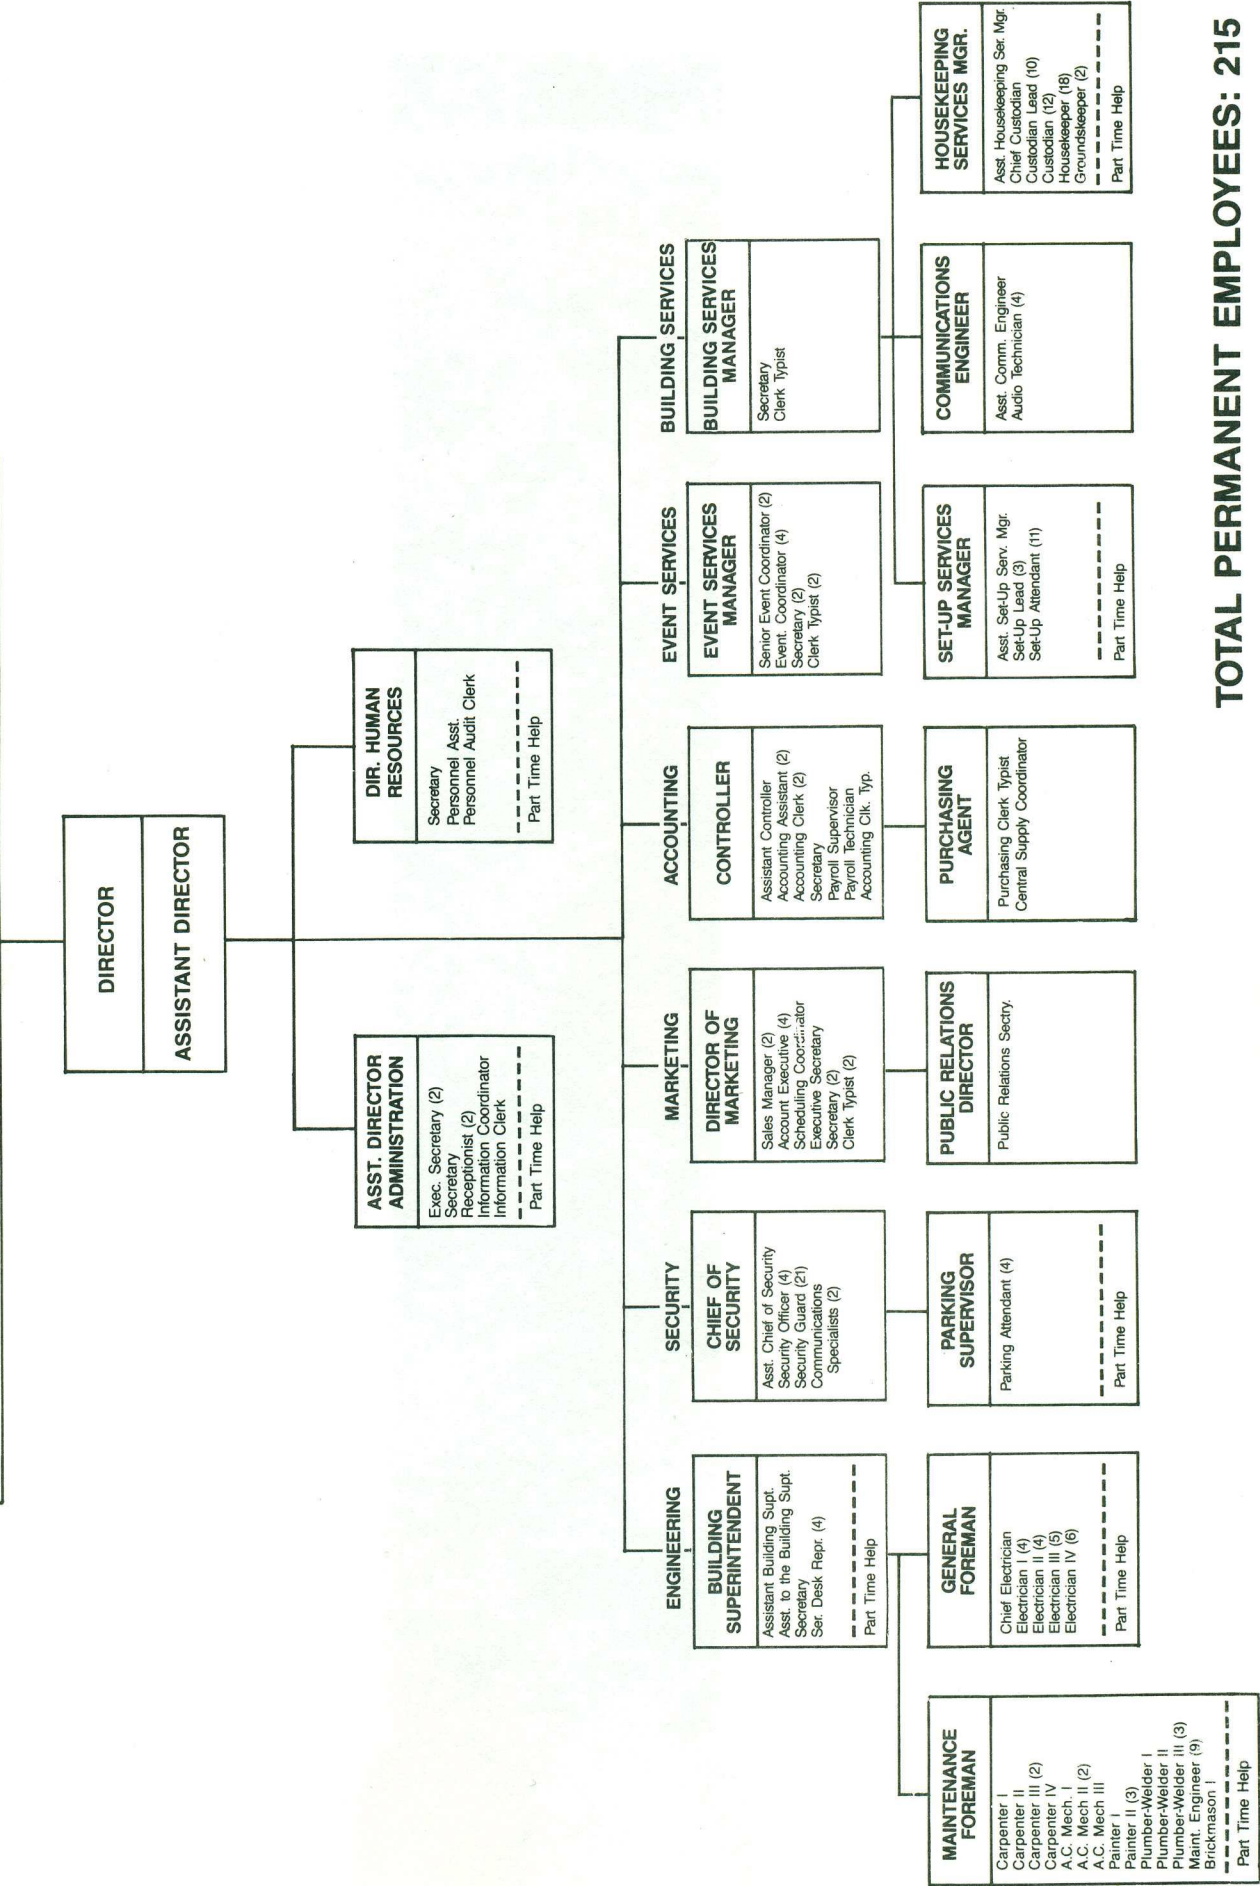 DIRECTOR
ASSISTANT DIRECTOR
ASST. DIRECTOR
ADMINISTRATION
Exec. Secretary (2)
Secretary
Receptionist (2)
Information Coordinator
Information Clerk
Part Time Help
DIR. HUMAN
RESOURCES
Secretary
Personnel Asst.
Personnel Audit Clerk
Part Time Help
ENGINEERING
BUILDING
SUPERINTENDENT
Assistant Building Supt.
Asst. to the Building Supt.
Secretary
Ser. Desk Repr. (4)
Part Time Help
SECURITY
CHIEF OF
SECURITY
Asst. Chief of Security
Security Officer (4)
Security Guard (21)
Communications
Specialists (2)
MARKETING
DIRECTOR OF
MARKETING
Sales Manager (2)
Account Executive (4)
Scheduling Coordinator
Executive Secretary
Secretary (2)
Clerk Typist (2)
ACCOUNTING
CONTROLLER
Assistant Controller
Accounting Assistant (2)
Accounting Clerk (2)
Secretary
Payroll Supervisor
Payroll Technician
Accounting Clk. Typ.
EVENT SERVICES
EVENT SERVICES
MANAGER
Senior Event Coordinator (2)
Event. Coordinator (4)
Secretary (2)
Clerk Typist (2)
BUILDING SERVICES
BUILDING SERVICES
MANAGER
Secretary
Clerk Typist
MAINTENANCE
FOREMAN
Carpenter I
Carpenter II
Carpenter III (2)
Carpenter IV
A.C. Mech. I
A.C. Mech II (2)
A.C. Mech III
Painter I
Painter II (3)
Plumber-Welder I
Plumber-Welder II
Plumber-Welder III (3)
Maint. Engineer (9)
Brickmason I
Part Time Help
GENERAL
FOREMAN
Chief Electrician
Electrician I (4)
Electrician II (4)
Electrician III (5)
Electrician IV (6)
Part Time Help
PARKING
SUPERVISOR
Parking Attendant (4)
Part Time Help
PUBLIC RELATIONS
DIRECTOR
Public Relations Sectry.
PURCHASING
AGENT
Purchasing Clerk Typist
Central Supply Coordinator
SET-UP SERVICES
MANAGER
Asst. Set-Up Serv. Mgr.
Set-Up Lead (3)
Set-Up Attendant (11)
Part Time Help
COMMUNICATIONS
ENGINEER
Asst. Comm. Engineer
Audio Technician (4)
HOUSEKEEPING
SERVICES MGR.
Asst. Housekeeping Ser. Mgr.
Chief Custodian
Custodian Lead (10)
Custodian (12)
Housekeeper (18)
Groundskeeper (2)
Part Time Help
TOTAL PERMANENT EMPLOYEES: 215